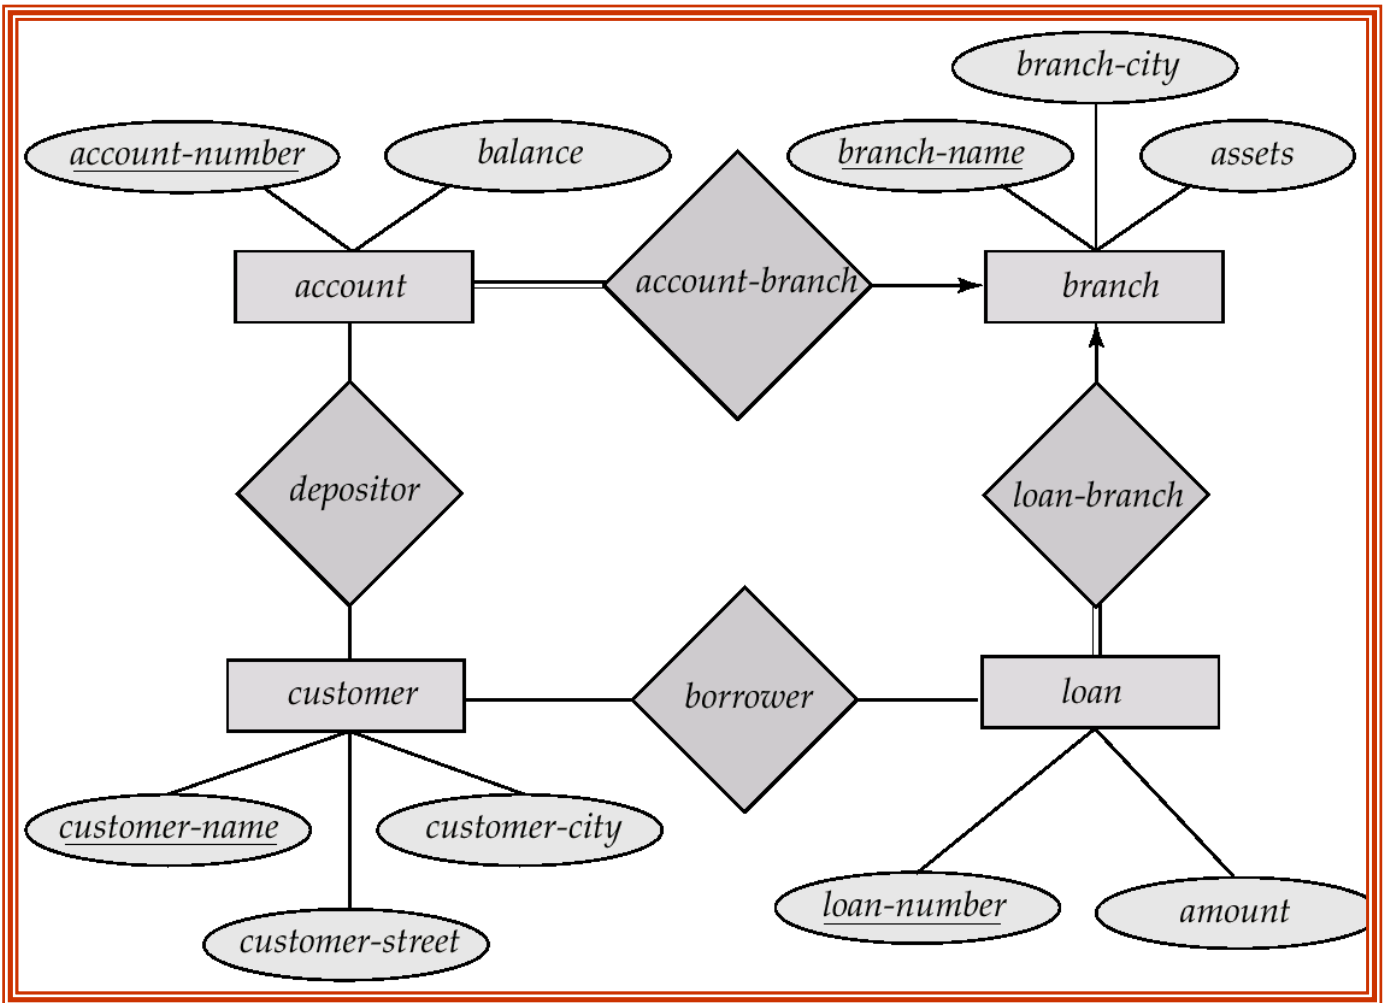 branch-city
account-number
balance
branch-name
assets
account
account-branch
branch
depositor
loan-branch
customer
borrower
loan
customer-name
customer-city
loan-number
amount
customer-street